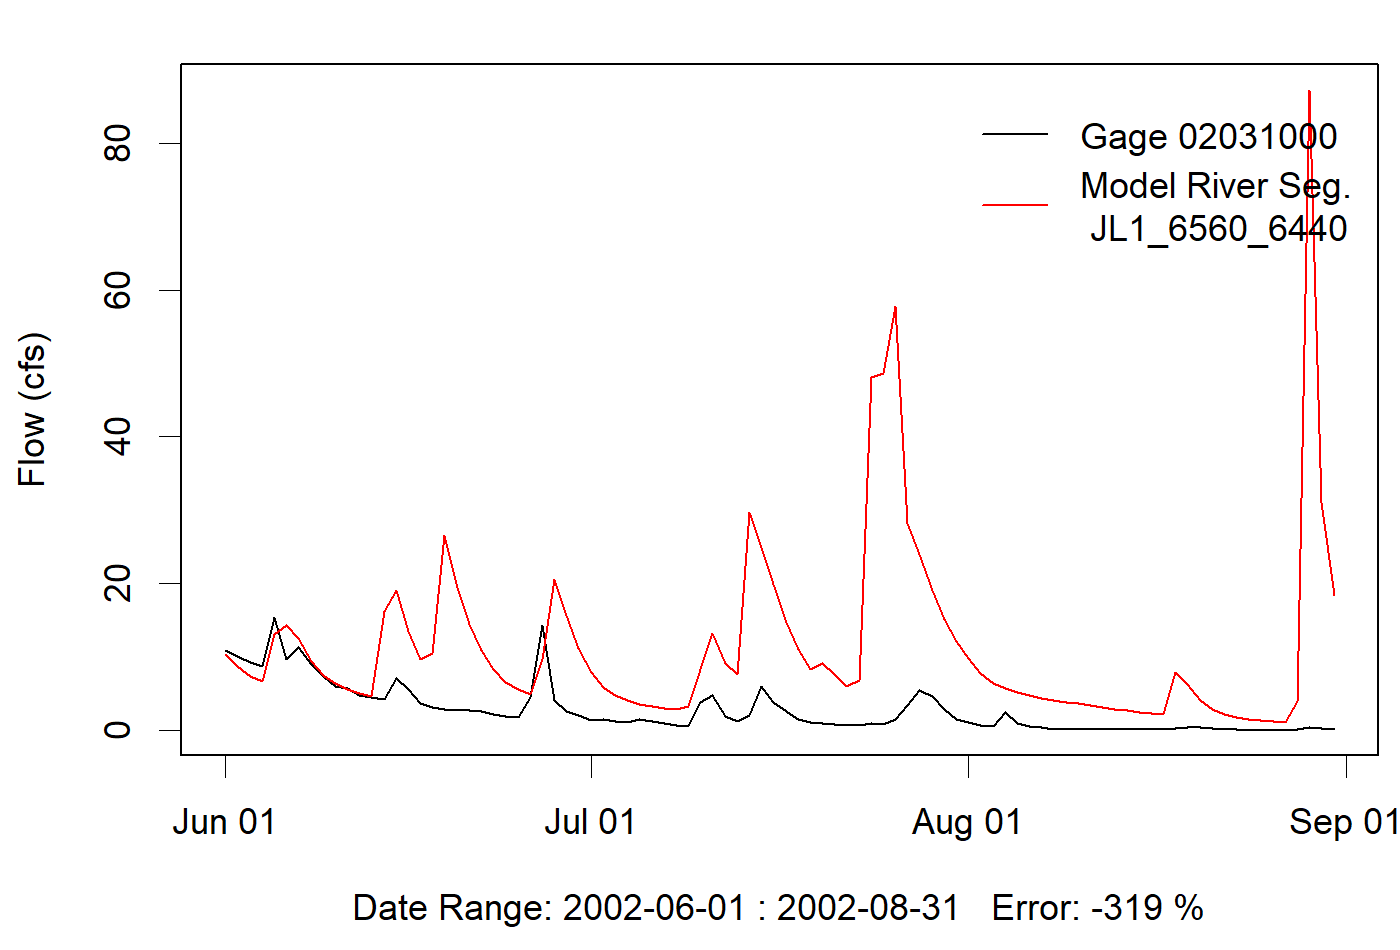 Gage 02031000
Model River Seg.
JL1_6560_6440
80
60
40
20
0
Flow (cfs)
Jun 01
Jul 01
Aug 01
Sep 01
Date Range: 2002-06-01 : 2002-08-31 Error: -319 %